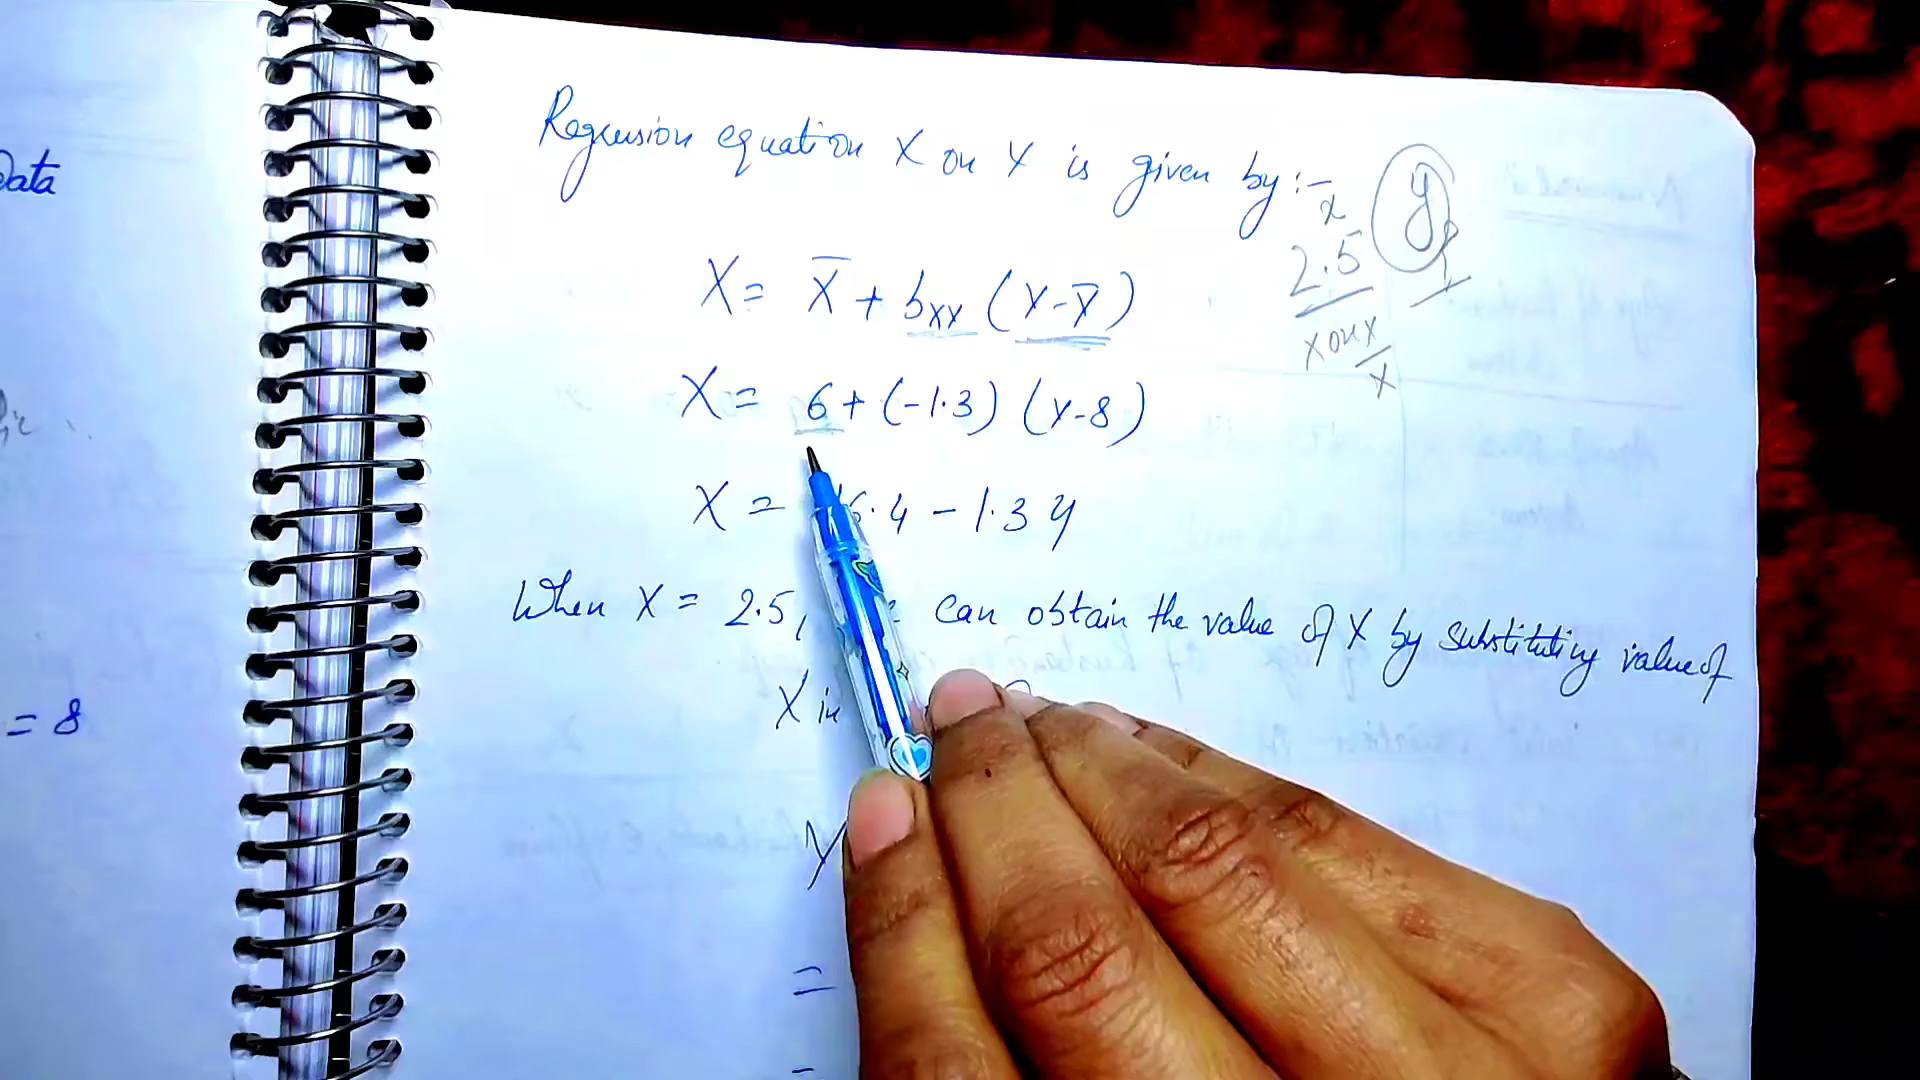 Data
= 8
Regression equation X on Y is given by:-
x y
2.5
X = X̅ + bxy (Y-Y̅)
x on x
X = 6 + (-1.3) (Y-8)
X = 6.4 - 1.3 y
When X = 2.5, can obtain the value of Y by substituting value of
X in
Y
=